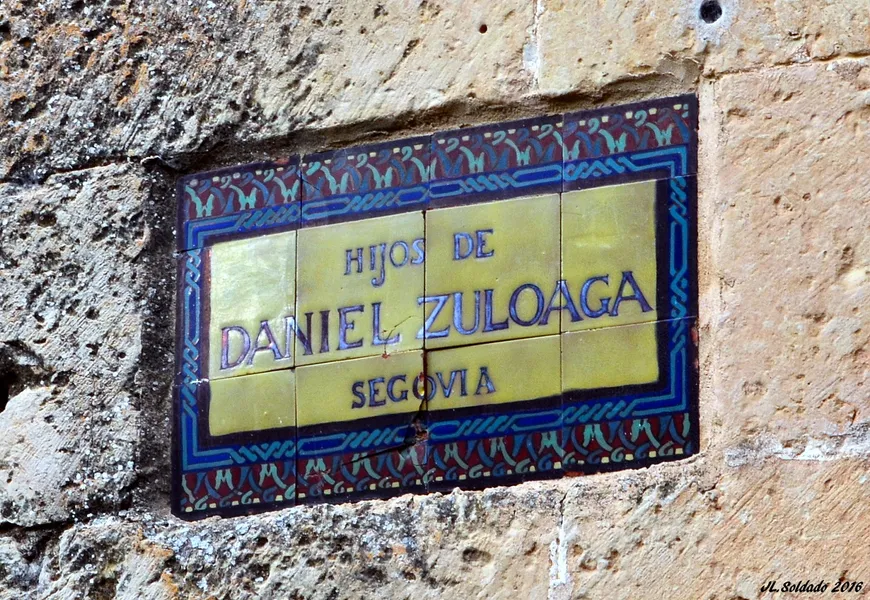 HIJOS DE
DANIEL ZULOAGA
SEGOVIA
JL.Soldado 2016